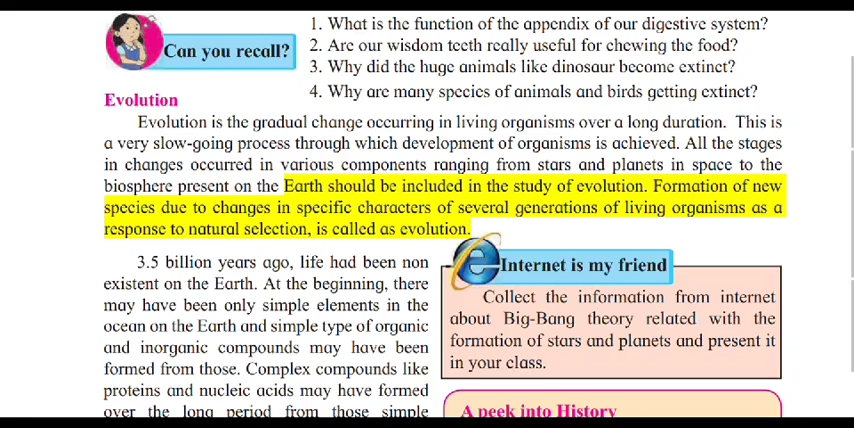 1. What is the function of the appendix of our digestive system?
Can you recall?
2. Are our wisdom teeth really useful for chewing the food?
3. Why did the huge animals like dinosaur become extinct?
4. Why are many species of animals and birds getting extinct?
Evolution
Evolution is the gradual change occurring in living organisms over a long duration. This is
a very slow-going process through which development of organisms is achieved. All the stages
in changes occurred in various components ranging from stars and planets in space to the
biosphere present on the Earth should be included in the study of evolution. Formation of new
species due to changes in specific characters of several generations of living organisms as a
response to natural selection, is called as evolution.
3.5 billion years ago, life had been non
existent on the Earth. At the beginning, there
may have been only simple elements in the
ocean on the Earth and simple type of organic
and inorganic compounds may have been
formed from those. Complex compounds like
proteins and nucleic acids may have formed
over the long period from those simple
Internet is my friend
Collect the information from internet
about Big-Bang theory related with the
formation of stars and planets and present it
in your class.
A peek into History